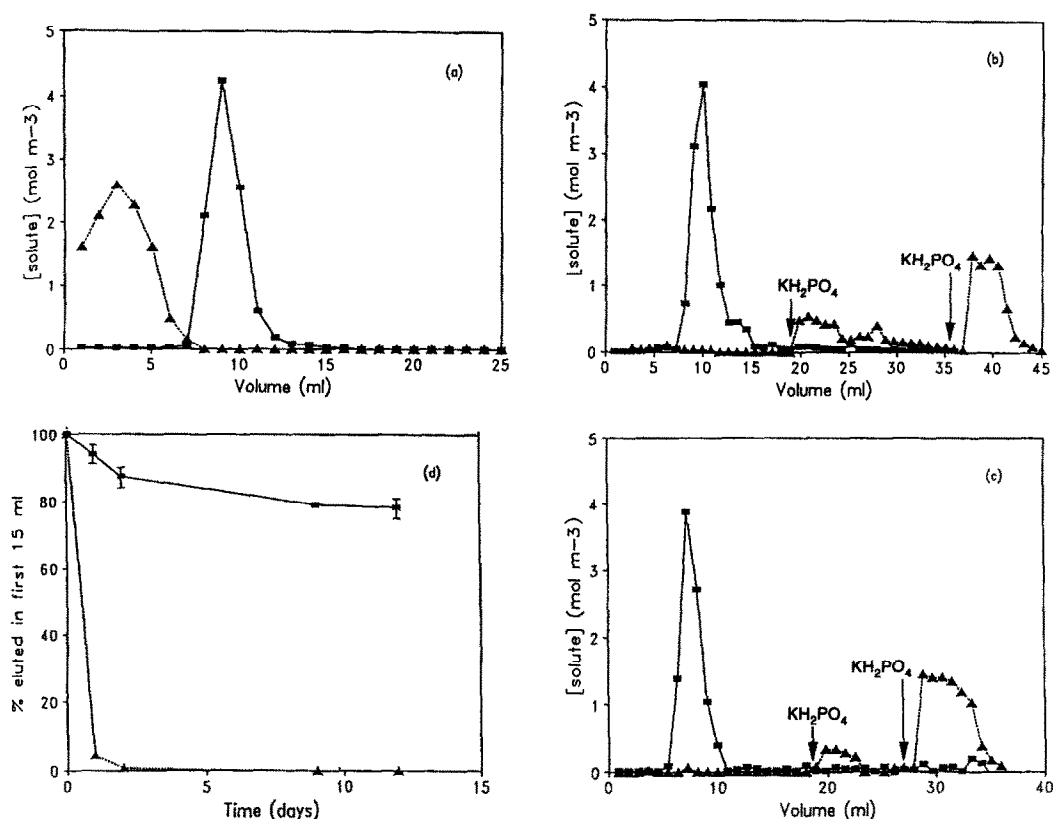 5
4
3
2
1
0
[solute] (mol m-3)
(a)
0 5 10 15 20 25
Volume (ml)
5
4
3
2
1
0
[solute] (mol m-3)
(b)
KH₂PO₄
KH₂PO₄
0 5 10 15 20 25 30 35 40 45
Volume (ml)
100
80
60
40
20
0
% eluted in first 15 ml
(d)
0 5 10 15
Time (days)
5
4
3
2
1
0
[solute] (mol m-3)
(c)
KH₂PO₄
KH₂PO₄
0 10 20 30 40
Volume (ml)